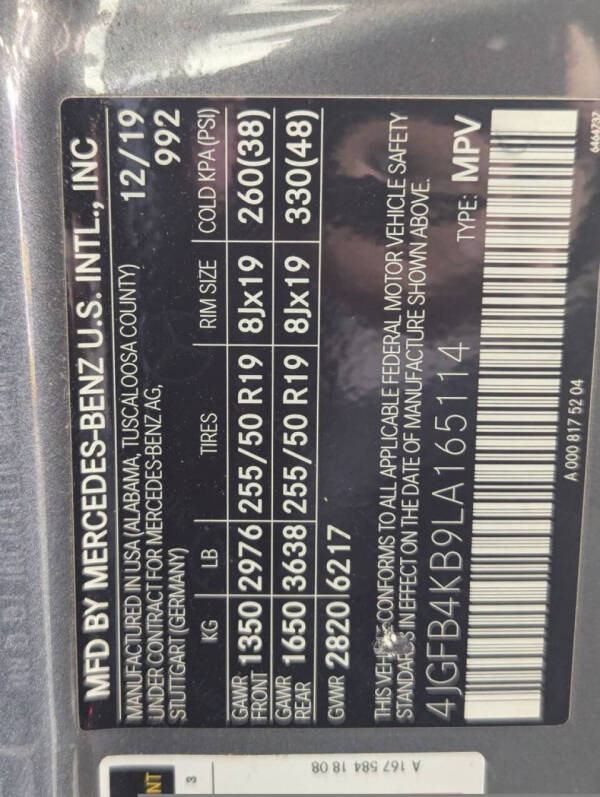 MFD BY MERCEDES-BENZ U.S. INTL., INC
MANUFACTURED IN USA (ALABAMA, TUSCALOOSA COUNTY) 12/19
UNDER CONTRACT FOR MERCEDES-BENZ AG, 992
STUTTGART (GERMANY)
KG LB TIRES RIM SIZE COLD KPA (PSI)
GAWR FRONT 1350 2976 255/50 R19 8Jx19 260(38)
GAWR REAR 1650 3638 255/50 R19 8Jx19 330(48)
GVWR 2820 6217
THIS VEHICLE CONFORMS TO ALL APPLICABLE FEDERAL MOTOR VEHICLE SAFETY
STANDARDS IN EFFECT ON THE DATE OF MANUFACTURE SHOWN ABOVE.
4JGFB4KB9LA165114 TYPE: MPV
A 000 817 52 04
6464737
NT
3
A 167 584 18 08